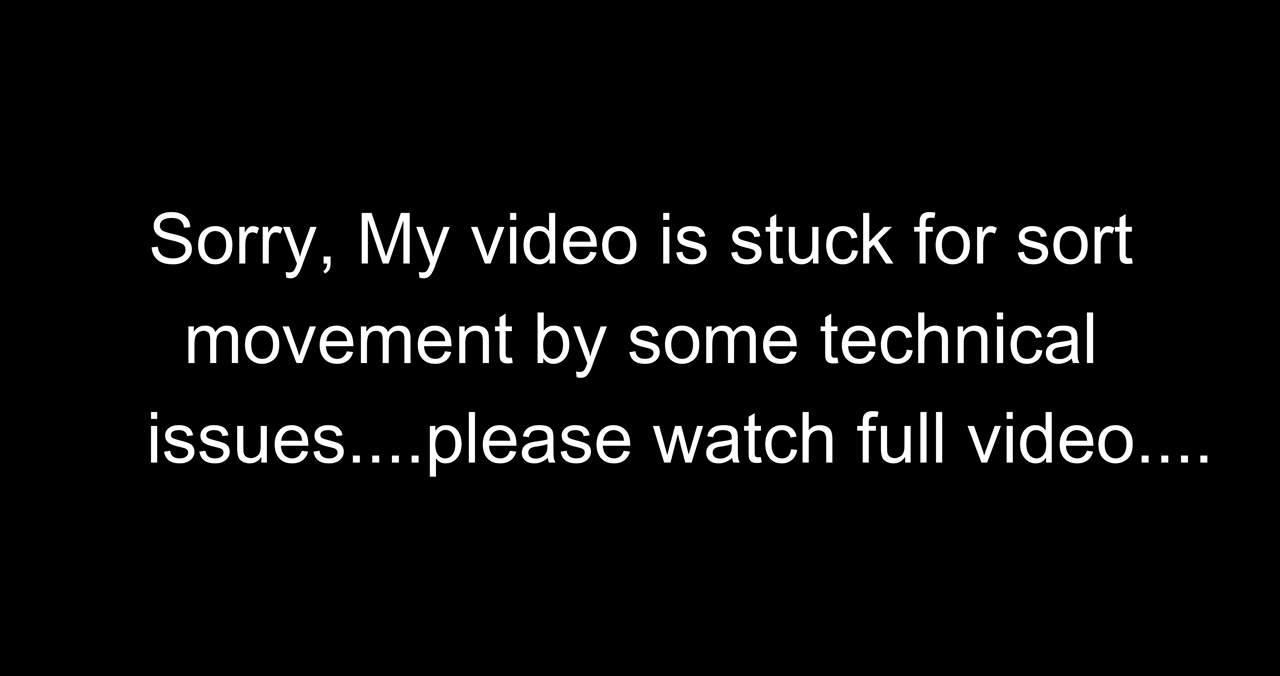 Sorry, My video is stuck for sort
movement by some technical
issues....please watch full video....